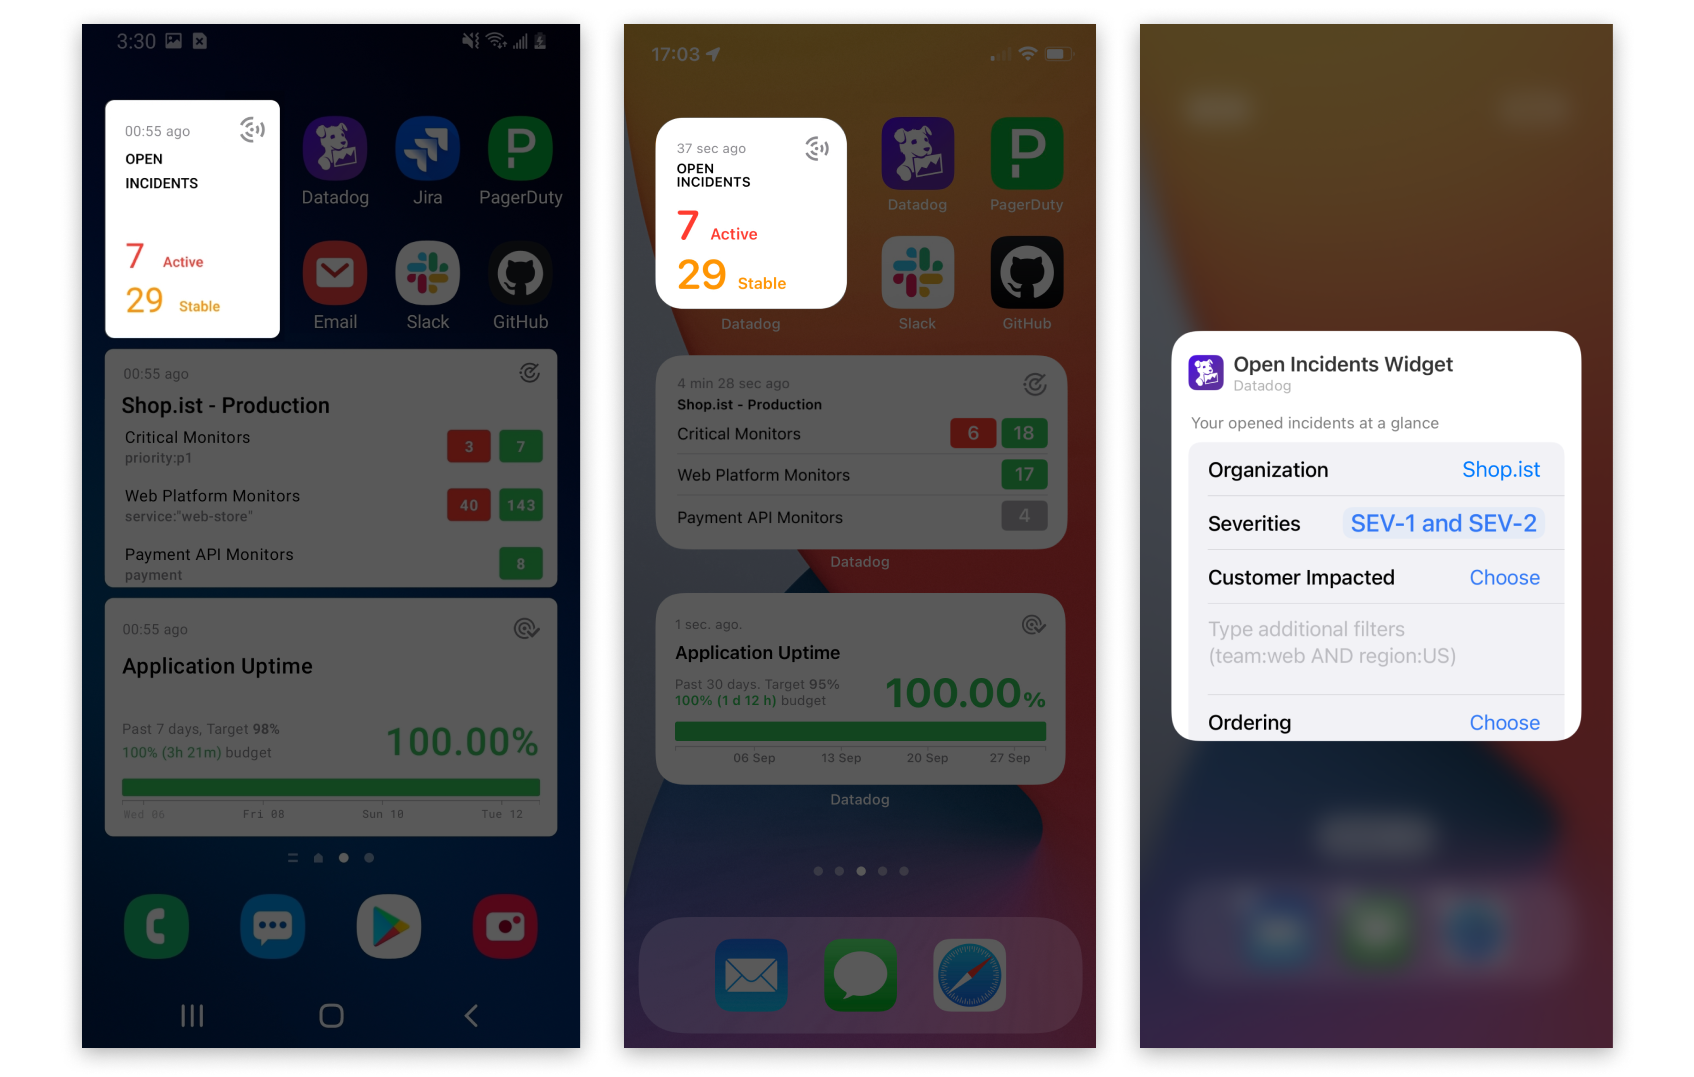 3:30
00:55 ago
OPEN
INCIDENTS
7 Active
29 Stable
Datadog
Jira
PagerDuty
Email
Slack
GitHub
00:55 ago
Shop.ist - Production
Critical Monitors
priority:p1
3
7
Web Platform Monitors
service:"web-store"
40
143
Payment API Monitors
payment
8
00:55 ago
Application Uptime
Past 7 days, Target 98%
100% (3h 21m) budget
100.00%
Wed 06
Fri 08
Sun 10
Tue 12
17:03
37 sec ago
OPEN
INCIDENTS
7 Active
29 Stable
Datadog
Datadog
PagerDuty
Slack
GitHub
4 min 28 sec ago
Shop.ist - Production
Critical Monitors
6
18
Web Platform Monitors
17
Payment API Monitors
4
Datadog
1 sec. ago.
Application Uptime
Past 30 days. Target 95%
100% (1 d 12 h) budget
100.00%
06 Sep
13 Sep
20 Sep
27 Sep
Datadog
Open Incidents Widget
Datadog
Your opened incidents at a glance
Organization
Shop.ist
Severities
SEV-1 and SEV-2
Customer Impacted
Choose
Type additional filters
(team:web AND region:US)
Ordering
Choose